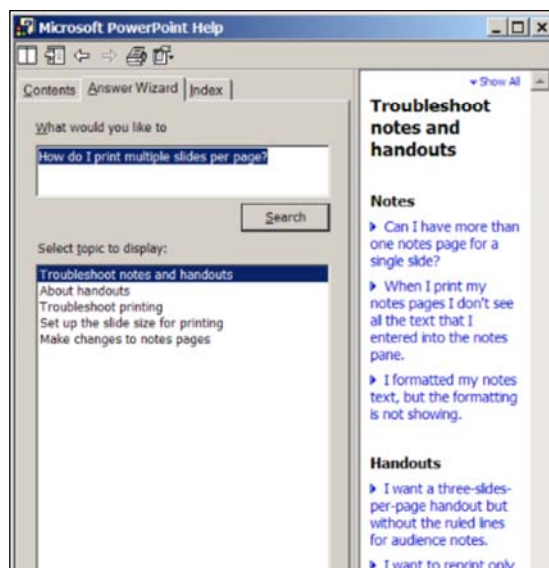 Microsoft PowerPoint Help
Contents
Answer Wizard
Index
What would you like to
How do I print multiple slides per page?
Search
Select topic to display:
Troubleshoot notes and handouts
About handouts
Troubleshoot printing
Set up the slide size for printing
Make changes to notes pages
Show All
Troubleshoot
notes and
handouts
Notes
Can I have more than
one notes page for a
single slide?
When I print my
notes pages I don't see
all the text that I
entered into the notes
pane.
I formatted my notes
text, but the formatting
is not showing.
Handouts
I want a three-slides-
per-page handout but
without the ruled lines
for audience notes.
I want to reprint only